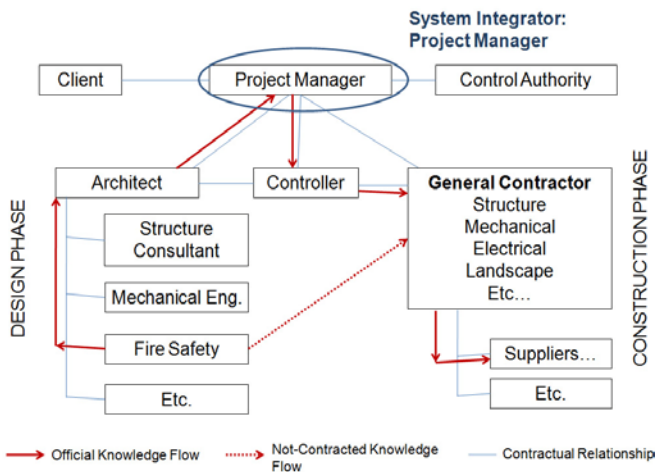 System Integrator:
Project Manager
Client
Project Manager
Control Authority
Architect
Controller
General Contractor
Structure
Mechanical
Electrical
Landscape
Etc...
DESIGN PHASE
Structure
Consultant
Mechanical Eng.
Fire Safety
Etc.
CONSTRUCTION PHASE
Suppliers...
Etc.
Official Knowledge Flow
Not-Contracted Knowledge
Flow
Contractual Relationship